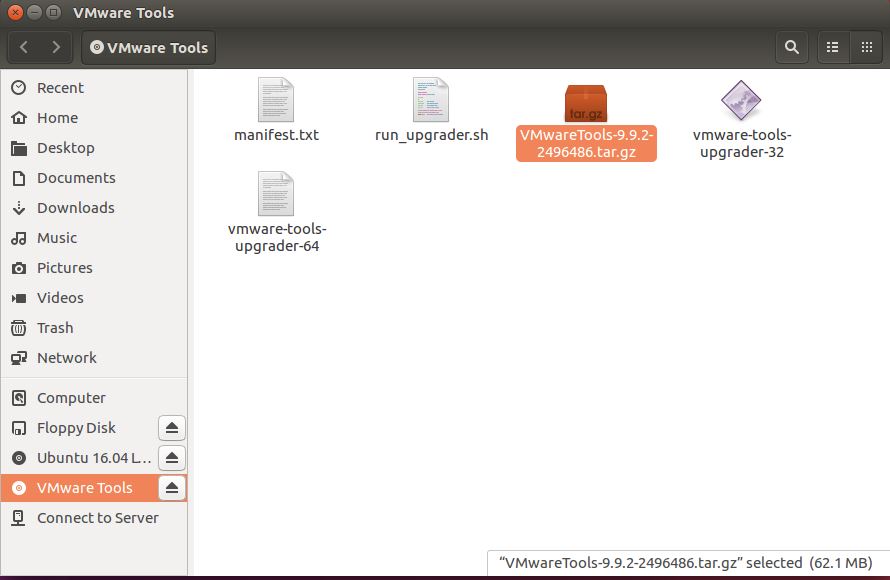 VMware Tools
VMware Tools
Recent
Home
Desktop
Documents
Downloads
Music
Pictures
Videos
Trash
Network
Computer
Floppy Disk
Ubuntu 16.04 L…
VMware Tools
Connect to Server
manifest.txt
run_upgrader.sh
tar.gz
VMwareTools-9.9.2-
2496486.tar.gz
vmware-tools-
upgrader-32
vmware-tools-
upgrader-64
“VMwareTools-9.9.2-2496486.tar.gz” selected (62.1 MB)